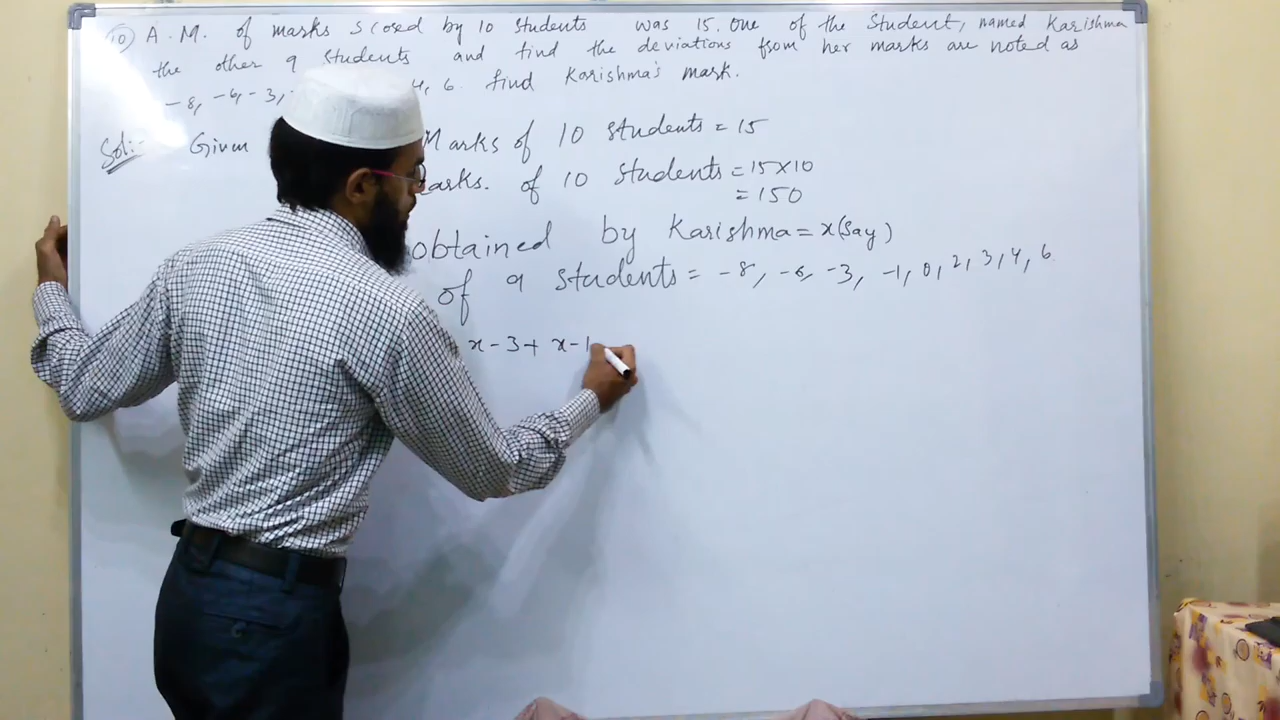 10) A.M. of marks scored by 10 students was 15. One of the Student, named Karishma
the other 9 students and find the deviations from her marks are noted as
-8, -6, -3, 4, 6. find Karishma's mark.
Sol:- Given Marks of 10 students = 15
of 10 students = 15×10
= 150
obtained by Karishma = x (Say)
of 9 students = -8, -6, -3, -1, 0, 2, 3, 4, 6
x - 3 + x - 1